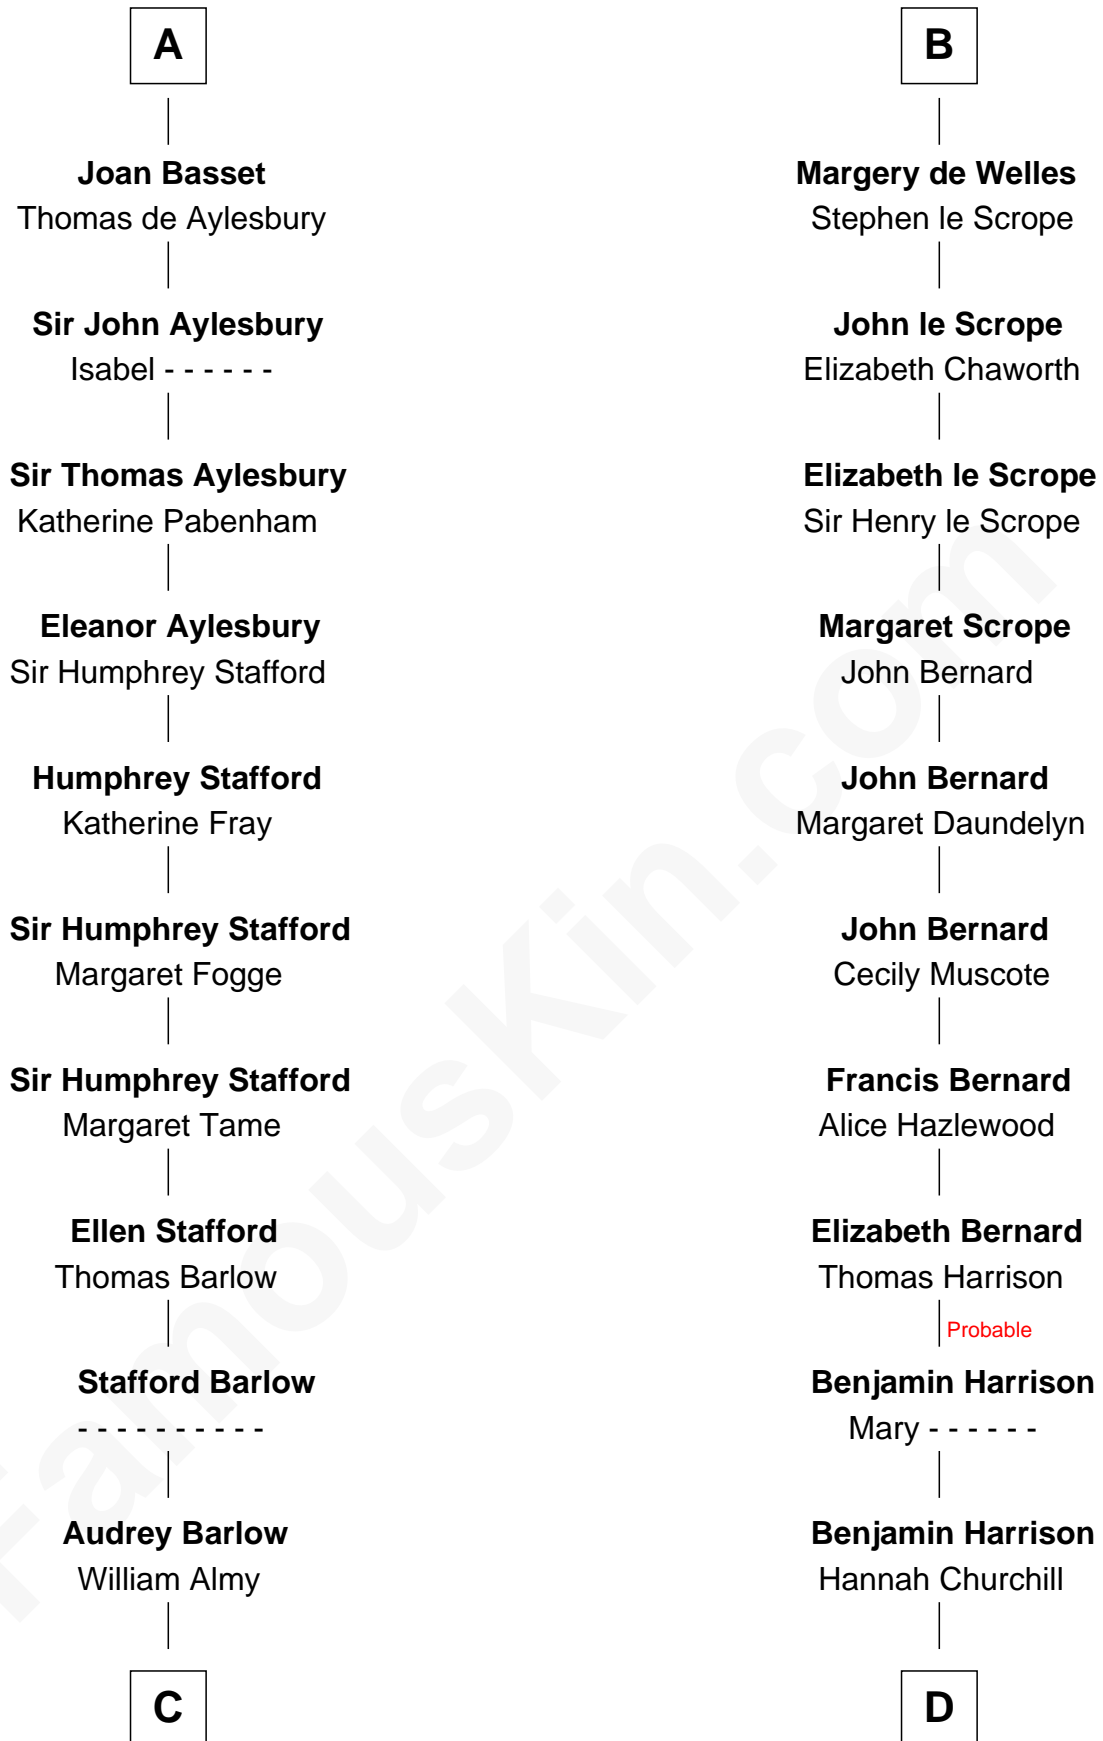 A
Joan Basset
Thomas de Aylesbury
Sir John Aylesbury
Isabel - - - - - -
Sir Thomas Aylesbury
Katherine Pabenham
Eleanor Aylesbury
Sir Humphrey Stafford
Humphrey Stafford
Katherine Fray
Sir Humphrey Stafford
Margaret Fogge
Sir Humphrey Stafford
Margaret Tame
Ellen Stafford
Thomas Barlow
Stafford Barlow
- - - - - - - - - -
Audrey Barlow
William Almy
C
B
Margery de Welles
Stephen le Scrope
John le Scrope
Elizabeth Chaworth
Elizabeth le Scrope
Sir Henry le Scrope
Margaret Scrope
John Bernard
John Bernard
Margaret Daundelyn
John Bernard
Cecily Muscote
Francis Bernard
Alice Hazlewood
Elizabeth Bernard
Thomas Harrison
Probable
Benjamin Harrison
Mary - - - - - -
Benjamin Harrison
Hannah Churchill
D
FamousKin.com